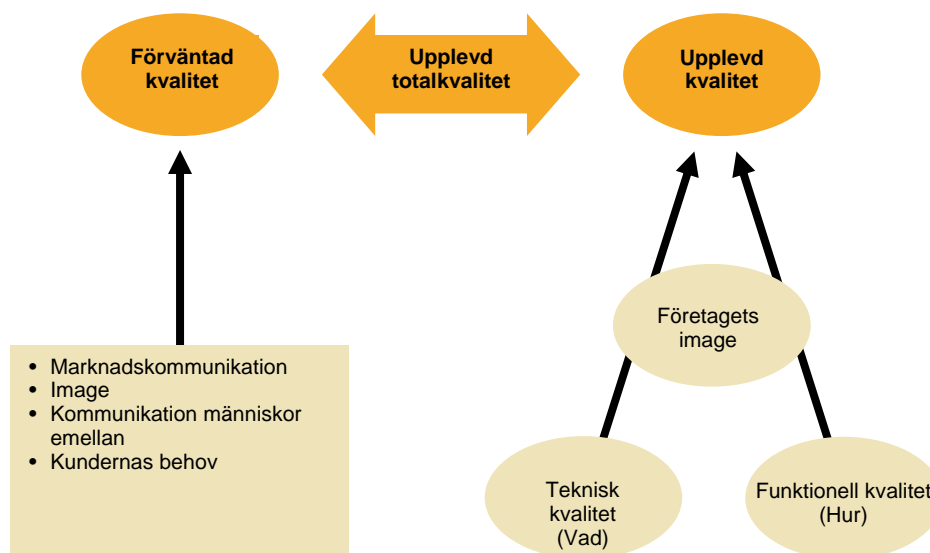 Förväntad
kvalitet
Upplevd
totalkvalitet
Upplevd
kvalitet
Företagets
image
• Marknadskommunikation
• Image
• Kommunikation människor
emellan
• Kundernas behov
Teknisk
kvalitet
(Vad)
Funktionell kvalitet
(Hur)